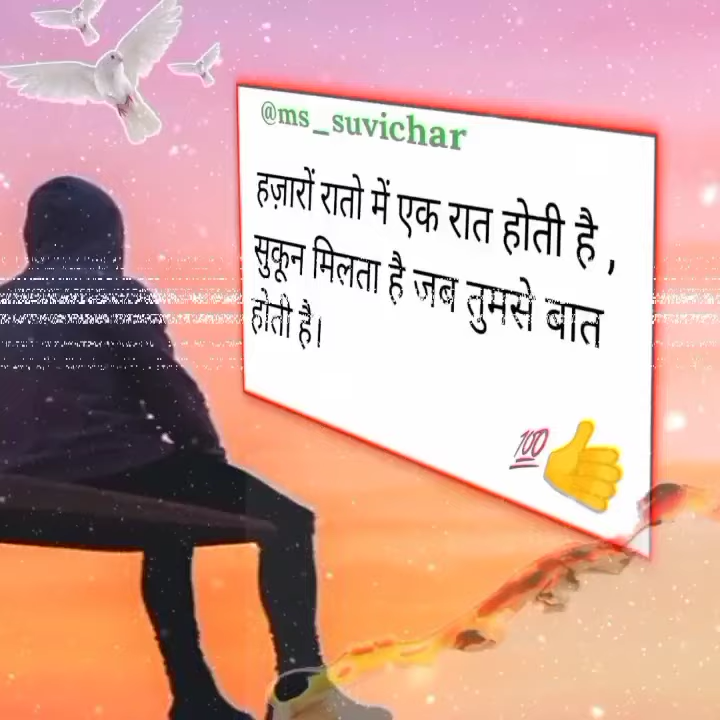 @ms_suvichar
हज़ारों रातो में एक रात होती है ,
सुकून मिलता है जब तुमसे बात
होती है।
💯